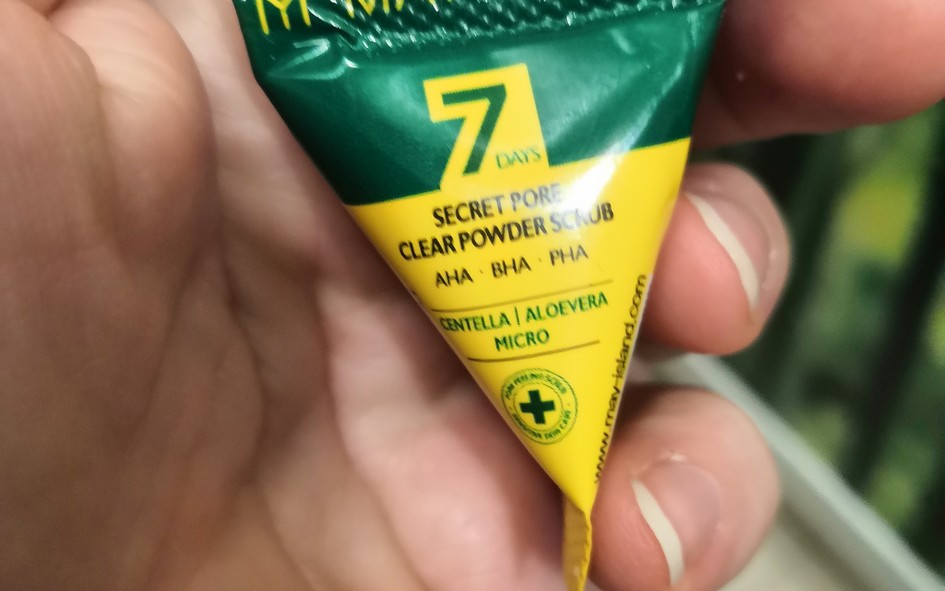 7
DAYS
SECRET PORE
CLEAR POWDER SCRUB
AHA · BHA · PHA
CENTELLA | ALOEVERA
MICRO
www.may-island.com